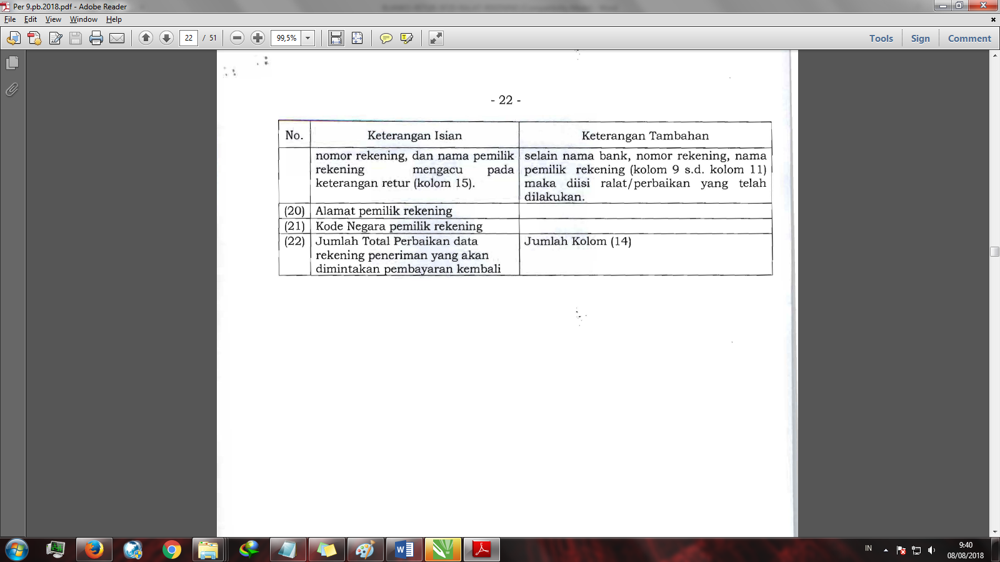 Per 9.pb.2018.pdf - Adobe Reader
File Edit View Window Help
22 / 51 99,5% Tools Sign Comment
- 22 -
No. Keterangan Isian Keterangan Tambahan
nomor rekening, dan nama pemilik
rekening mengacu pada
keterangan retur (kolom 15).
selain nama bank, nomor rekening, nama
pemilik rekening (kolom 9 s.d. kolom 11)
maka diisi ralat/perbaikan yang telah
dilakukan.
(20) Alamat pemilik rekening
(21) Kode Negara pemilik rekening
(22) Jumlah Total Perbaikan data
rekening peneriman yang akan
dimintakan pembayaran kembali
Jumlah Kolom (14)
IN
9:40
08/08/2018